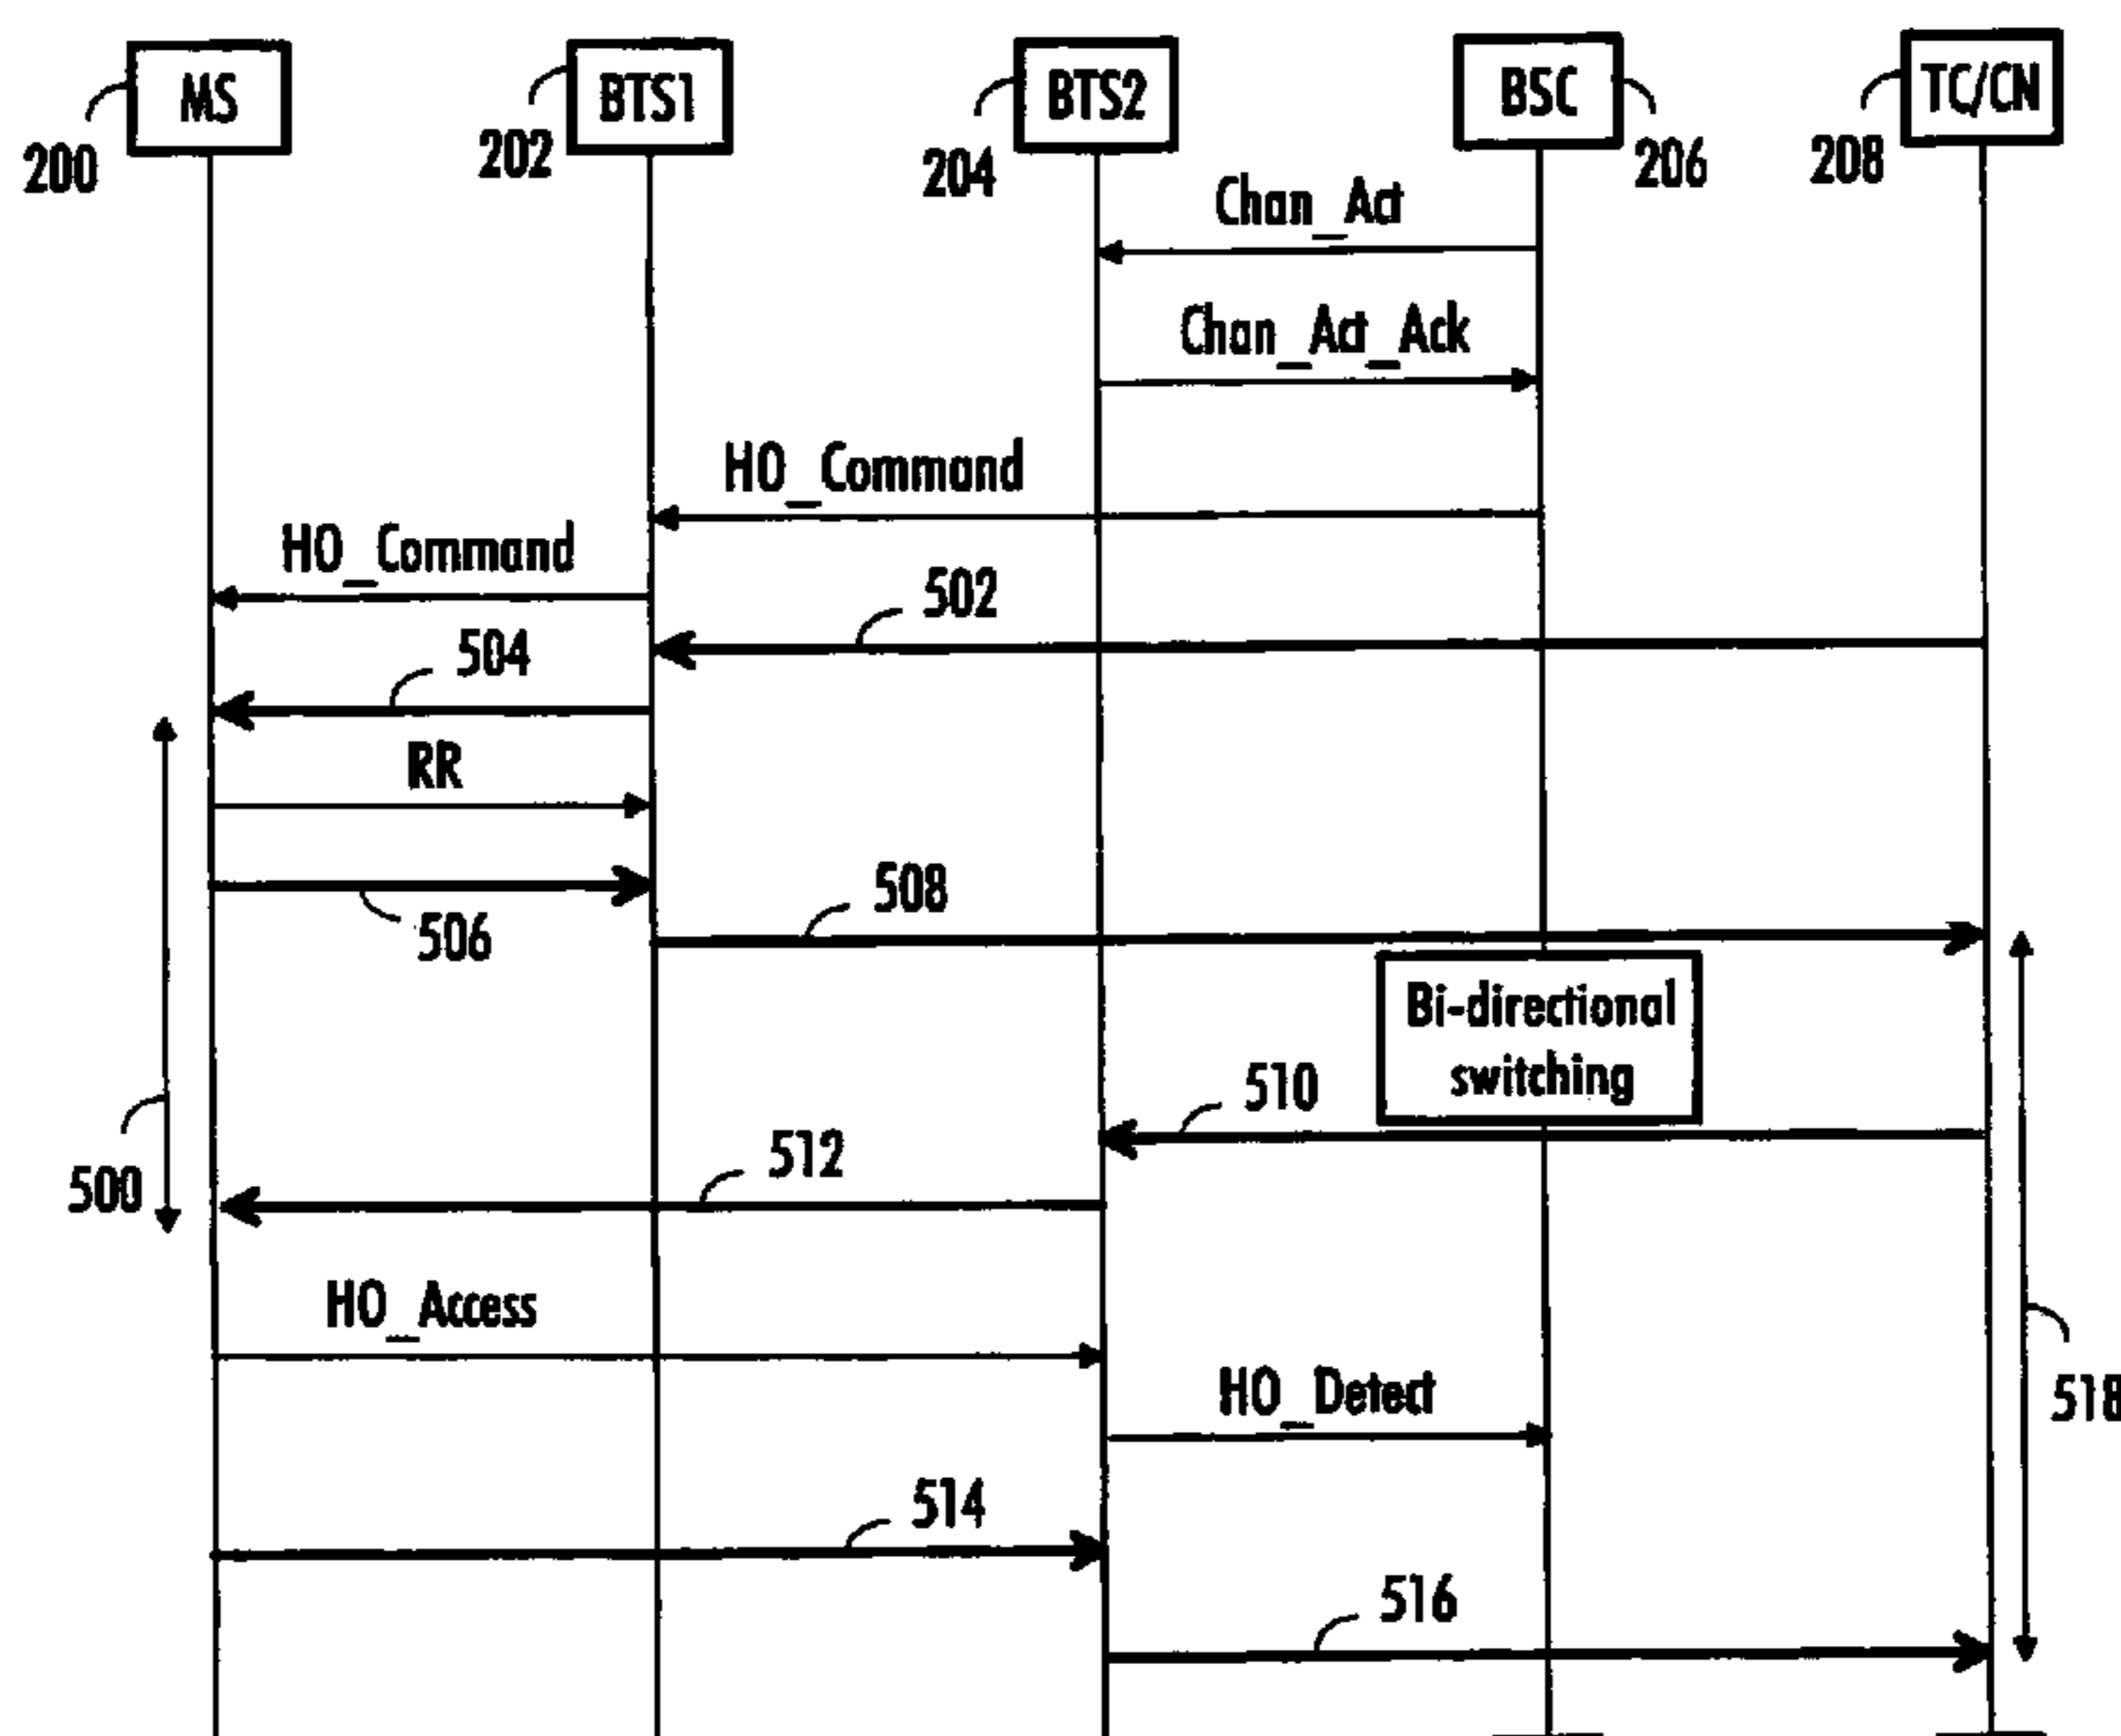 MS
BTS1
BTS2
BSC
TC/CN
200
202
204
206
208
Chan_Act
Chan_Act_Ack
HO_Command
HO_Command
502
504
RR
508
506
Bi-directional
switching
510
512
500
HO_Access
HO_Detect
518
514
516